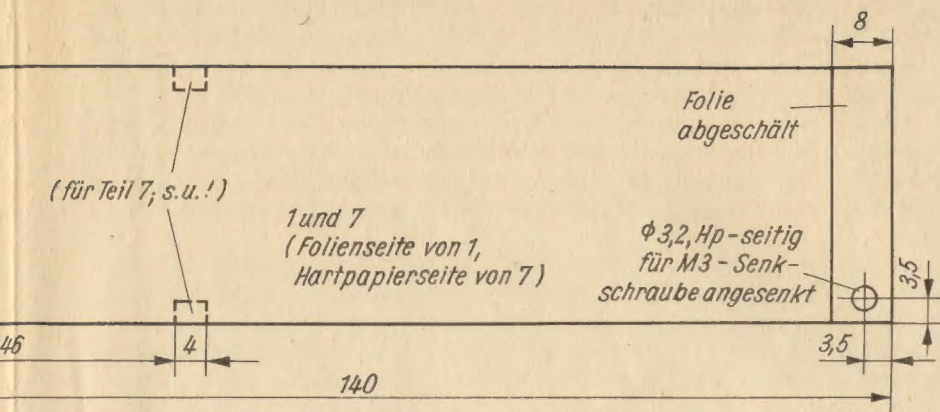 8
Folie
abgeschält
(für Teil 7; s.u.!)
1 und 7
(Folienseite von 1,
Hartpapierseite von 7)
ϕ 3,2, Hp-seitig
für M3-Senk-
schraube angesenkt
3,5
46
4
3,5
140